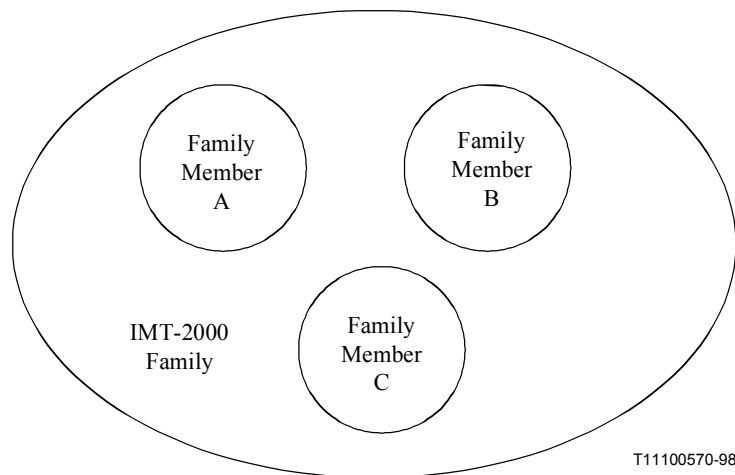 Family
Member
A
Family
Member
B
IMT-2000
Family
Family
Member
C
T11100570-98